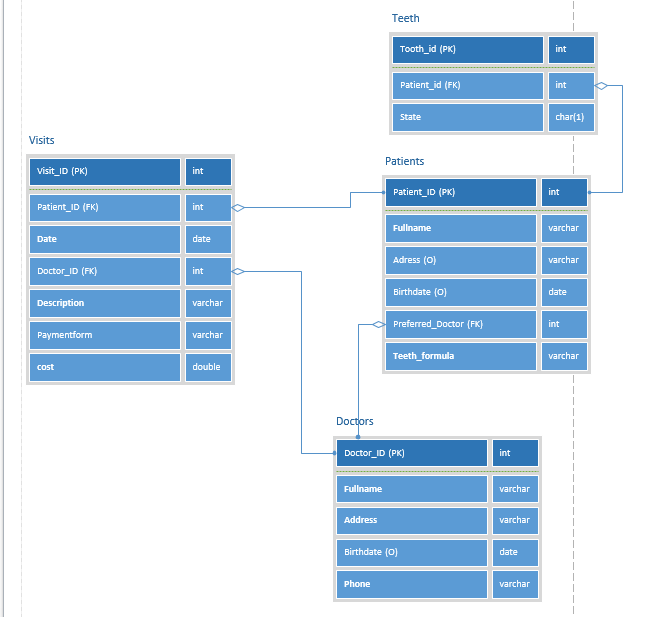 Teeth
Tooth_id (PK) int
Patient_id (FK) int
State char(1)
Visits
Visit_ID (PK) int
Patient_ID (FK) int
Date date
Doctor_ID (FK) int
Description varchar
Paymentform varchar
cost double
Patients
Patient_ID (PK) int
Fullname varchar
Adress (O) varchar
Birthdate (O) date
Preferred_Doctor (FK) int
Teeth_formula varchar
Doctors
Doctor_ID (PK) int
Fullname varchar
Address varchar
Birthdate (O) date
Phone varchar